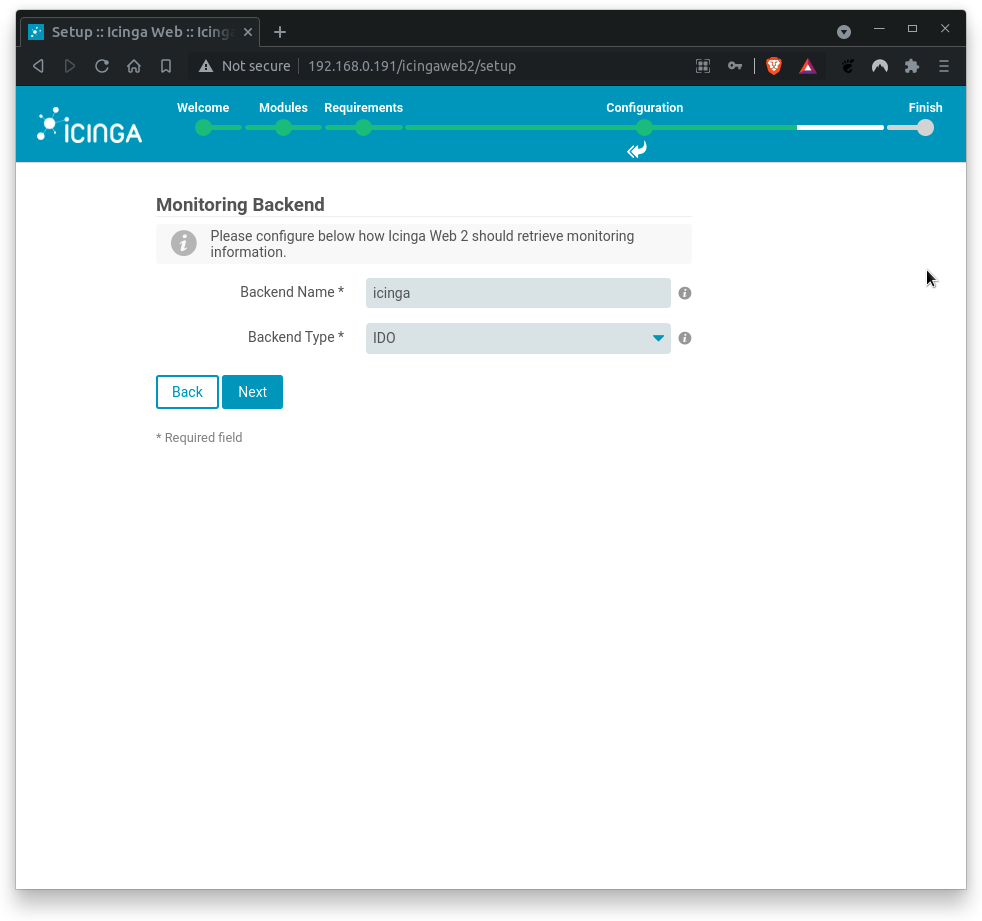 Setup :: Icinga Web :: Icinga
Not secure
192.168.0.191/icingaweb2/setup
ICINGA
Welcome
Modules
Requirements
Configuration
Finish
Monitoring Backend
Please configure below how Icinga Web 2 should retrieve monitoring
information.
Backend Name *
icinga
Backend Type *
IDO
Back
Next
* Required field